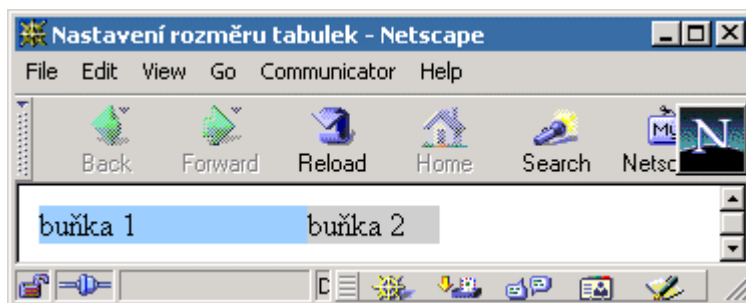 Nastavení rozměru tabulek - Netscape
File Edit View Go Communicator Help
Back Forward Reload Home Search
buňka 1 buňka 2